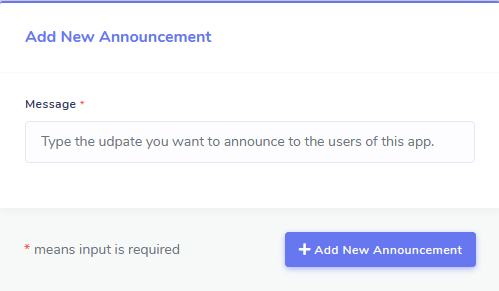 Add New Announcement
Message *
Type the udpate you want to announce to the users of this app.
* means input is required
+ Add New Announcement